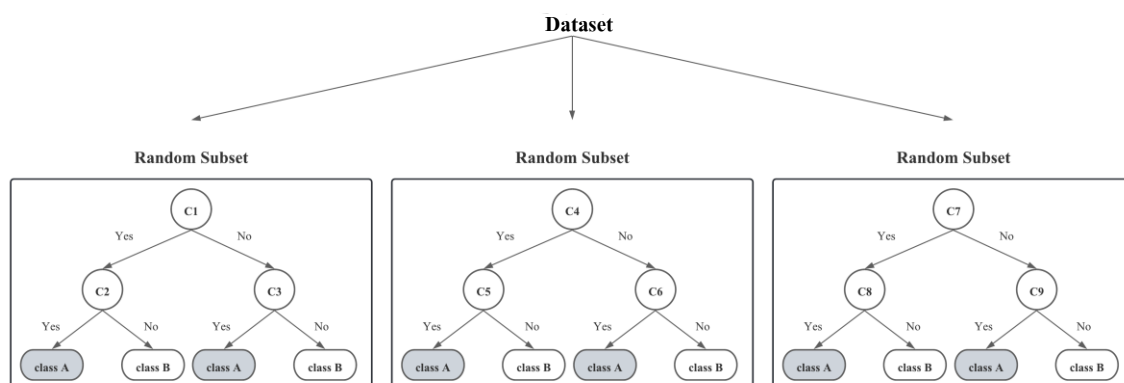 Dataset
Random Subset Random Subset Random Subset
C1 C4 C7
Yes No Yes No Yes No
C2 C3 C5 C6 C8 C9
Yes No Yes No Yes No Yes No Yes No Yes No
class A class B class A class B class A class B class A class B class A class B class A class B